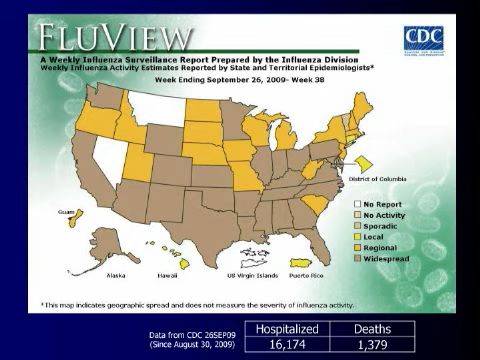 FLUVIEW
CDC
A Weekly Influenza Surveillance Report Prepared by the Influenza Division
Weekly Influenza Activity Estimates Reported by State and Territorial Epidemiologists*
Week Ending September 26, 2009- Week 38
District of Columbia
No Report
No Activity
Sporadic
Local
Regional
Widespread
Guam
Alaska
Hawaii
US Virgin Islands
Puerto Rico
*This map indicates geographic spread and does not measure the severity of influenza activity.
Data from CDC 26SEP09
(Since August 30, 2009)
Hospitalized Deaths
16,174 1,379